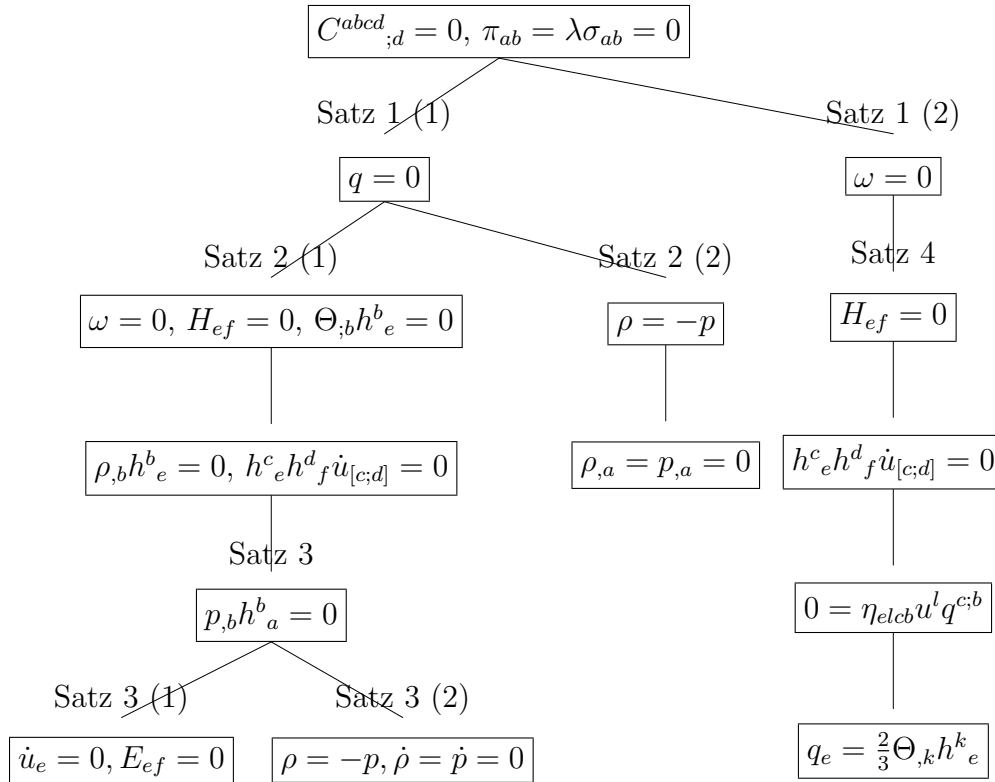 $C^{abcd}{}_{;d} = 0,\, \pi_{ab} = \lambda\sigma_{ab} = 0$
Satz 1 (1)
Satz 1 (2)
$q = 0$
$\omega = 0$
Satz 2 (1)
Satz 2 (2)
Satz 4
$\omega = 0,\, H_{ef} = 0,\, \Theta_{;b}h^{b}{}_{e} = 0$
$\rho = -p$
$H_{ef} = 0$
$\rho_{,b}h^{b}{}_{e} = 0,\, h^{c}{}_{e}h^{d}{}_{f}\dot{u}_{[c;d]} = 0$
$\rho_{,a} = p_{,a} = 0$
$h^{c}{}_{e}h^{d}{}_{f}\dot{u}_{[c;d]} = 0$
Satz 3
$p_{,b}h^{b}{}_{a} = 0$
$0 = \eta_{elcb}u^{l}q^{c;b}$
Satz 3 (1)
Satz 3 (2)
$\dot{u}_{e} = 0, E_{ef} = 0$
$\rho = -p, \dot{\rho} = \dot{p} = 0$
$q_{e} = \frac{2}{3}\Theta_{,k}h^{k}{}_{e}$